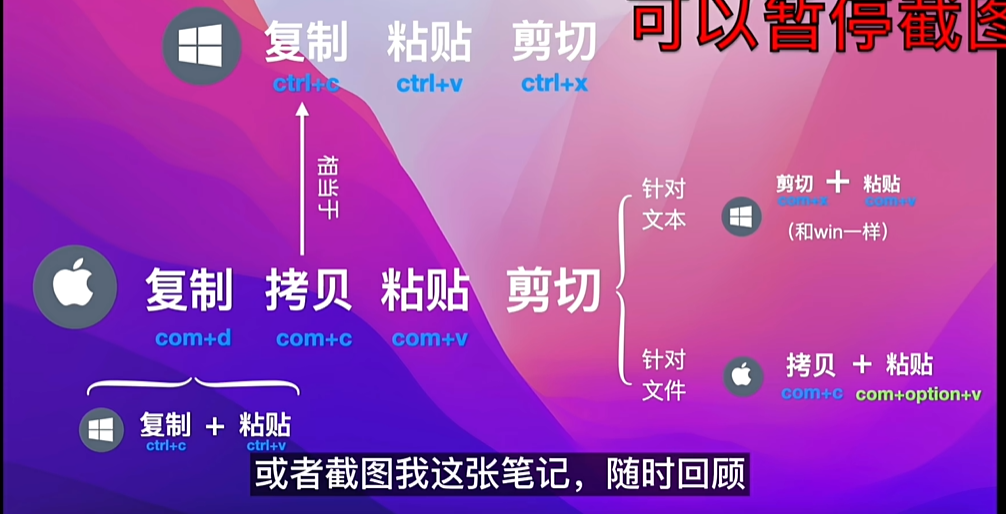 可以暂停截图
复制 粘贴 剪切
ctrl+c ctrl+v ctrl+x
相当于
复制 拷贝 粘贴 剪切
com+d com+c com+v
针对
文本
剪切 + 粘贴
com+x com+v
（和win一样）
针对
文件
拷贝 + 粘贴
com+c com+option+v
复制 + 粘贴
ctrl+c ctrl+v
或者截图我这张笔记，随时回顾